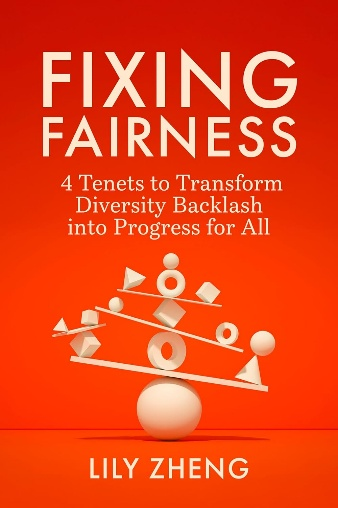 FIXING
FAIRNESS
4 Tenets to Transform
Diversity Backlash
into Progress for All
LILY ZHENG